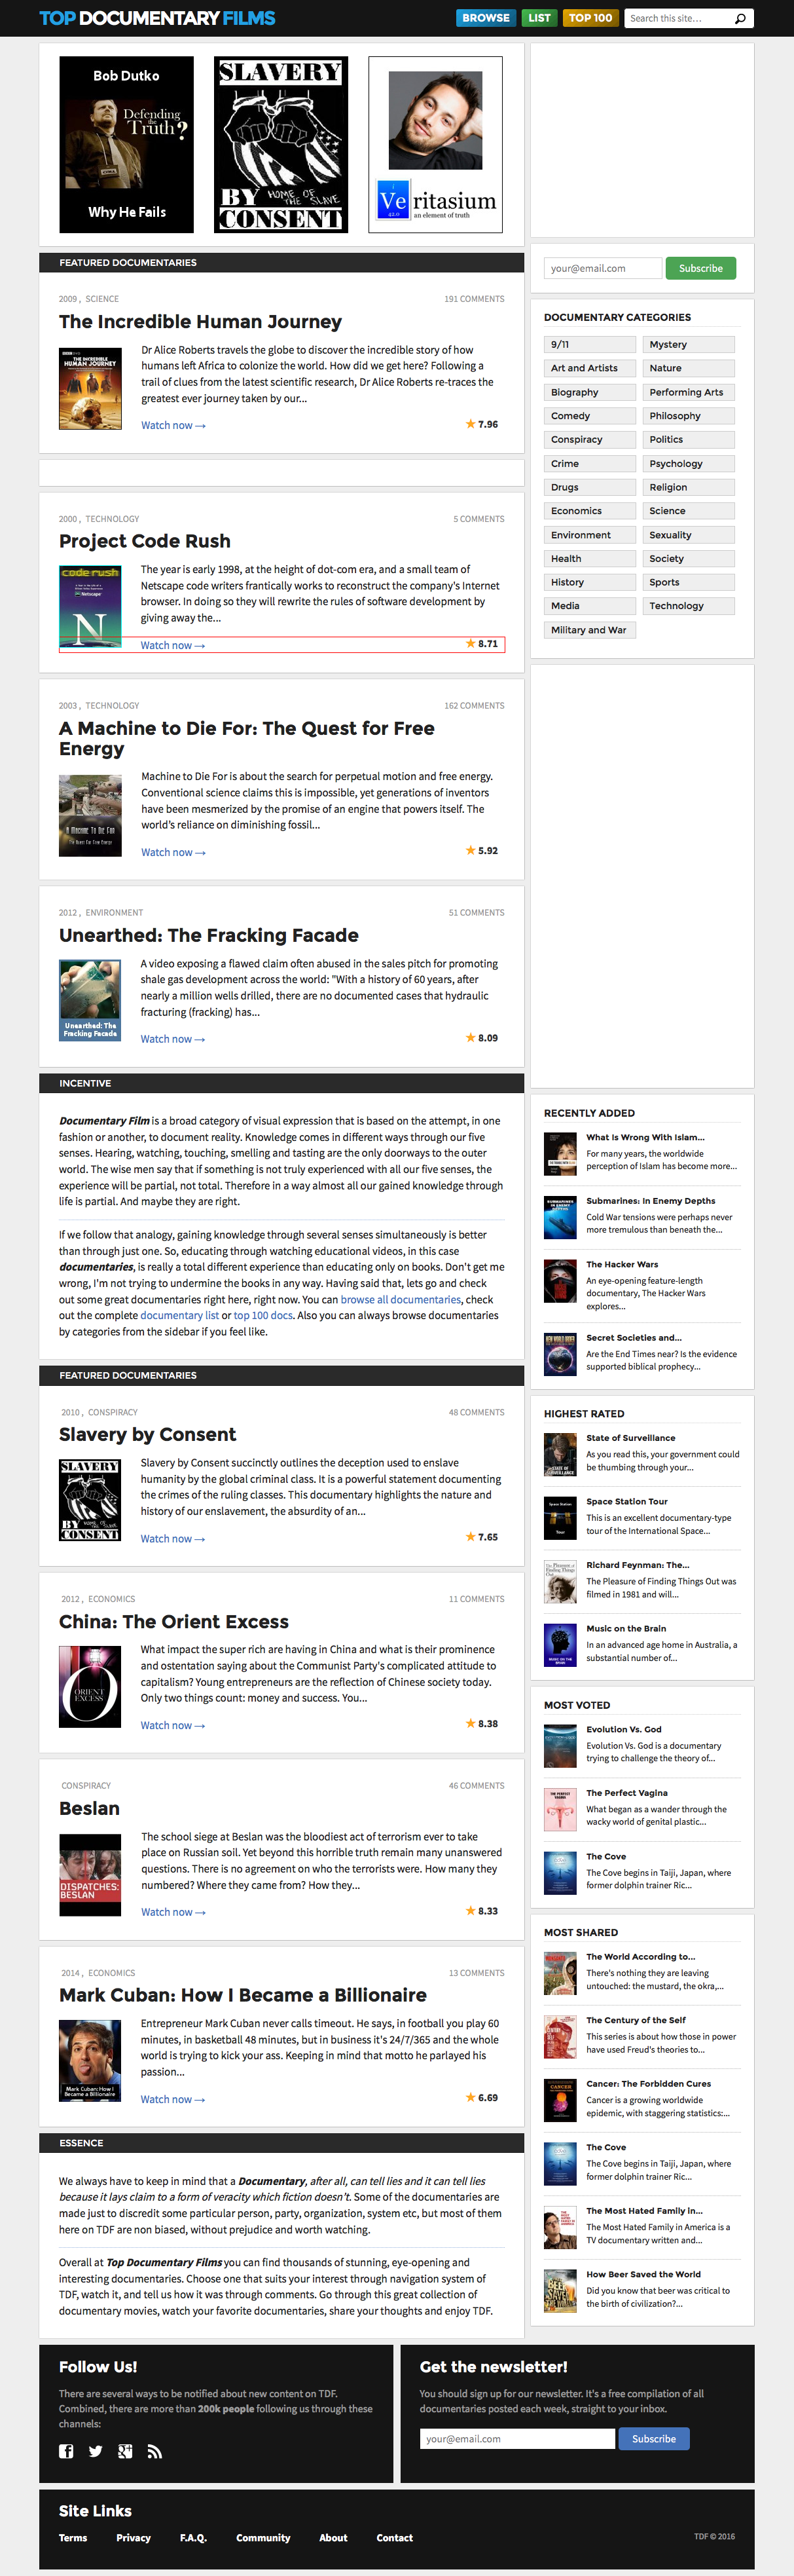 TOP DOCUMENTARY FILMS
BROWSE
LIST
TOP 100
Search this site…
Bob Dutko
Defending the Truth?
Why He Fails
SLAVERY
HOME OF THE SLAVE
BY CONSENT
Ve
42.0
ritasium
an element of truth
FEATURED DOCUMENTARIES
2009 , SCIENCE
191 COMMENTS
The Incredible Human Journey
THE INCREDIBLE
HUMAN JOURNEY
Dr Alice Roberts travels the globe to discover the incredible story of how
humans left Africa to colonize the world. How did we get here? Following a
trail of clues from the latest scientific research, Dr Alice Roberts re-traces the
greatest ever journey taken by our...
Watch now →
7.96
2000 , TECHNOLOGY
5 COMMENTS
Project Code Rush
code rush
Netscape
N
The year is early 1998, at the height of dot-com era, and a small team of
Netscape code writers frantically works to reconstruct the company's Internet
browser. In doing so they will rewrite the rules of software development by
giving away the...
Watch now →
8.71
2003 , TECHNOLOGY
162 COMMENTS
A Machine to Die For: The Quest for Free
Energy
A Machine To Die For
The Quest For Free Energy
Machine to Die For is about the search for perpetual motion and free energy.
Conventional science claims this is impossible, yet generations of inventors
have been mesmerized by the promise of an engine that powers itself. The
world's reliance on diminishing fossil...
Watch now →
5.92
2012 , ENVIRONMENT
51 COMMENTS
Unearthed: The Fracking Facade
Unearthed: The
Fracking Facade
A video exposing a flawed claim often abused in the sales pitch for promoting
shale gas development across the world: "With a history of 60 years, after
nearly a million wells drilled, there are no documented cases that hydraulic
fracturing (fracking) has...
Watch now →
8.09
INCENTIVE
Documentary Film is a broad category of visual expression that is based on the attempt, in one
fashion or another, to document reality. Knowledge comes in different ways through our five
senses. Hearing, watching, touching, smelling and tasting are the only doorways to the outer
world. The wise men say that if something is not truly experienced with all our five senses, the
experience will be partial, not total. Therefore in a way almost all our gained knowledge through
life is partial. And maybe they are right.
If we follow that analogy, gaining knowledge through several senses simultaneously is better
than through just one. So, educating through watching educational videos, in this case
documentaries, is really a total different experience than educating only on books. Don't get me
wrong, I'm not trying to undermine the books in any way. Having said that, lets go and check
out some great documentaries right here, right now. You can browse all documentaries, check
out the complete documentary list or top 100 docs. Also you can always browse documentaries
by categories from the sidebar if you feel like.
FEATURED DOCUMENTARIES
2010 , CONSPIRACY
48 COMMENTS
Slavery by Consent
SLAVERY
HOME OF THE SLAVE
BY CONSENT
Slavery by Consent succinctly outlines the deception used to enslave
humanity by the global criminal class. It is a powerful statement documenting
the crimes of the ruling classes. This documentary highlights the nature and
history of our enslavement, the absurdity of an...
Watch now →
7.65
2012 , ECONOMICS
11 COMMENTS
China: The Orient Excess
ORIENT
EXCESS
What impact the super rich are having in China and what is their prominence
and ostentation saying about the Communist Party's complicated attitude to
capitalism? Young entrepreneurs are the reflection of Chinese society today.
Only two things count: money and success. You...
Watch now →
8.38
CONSPIRACY
46 COMMENTS
Beslan
DISPATCHES:
BESLAN
The school siege at Beslan was the bloodiest act of terrorism ever to take
place on Russian soil. Yet beyond this horrible truth remain many unanswered
questions. There is no agreement on who the terrorists were. How many they
numbered? Where they came from? How they...
Watch now →
8.33
2014 , ECONOMICS
13 COMMENTS
Mark Cuban: How I Became a Billionaire
Mark Cuban: How I
Became a Billionaire
Entrepreneur Mark Cuban never calls timeout. He says, in football you play 60
minutes, in basketball 48 minutes, but in business it's 24/7/365 and the whole
world is trying to kick your ass. Keeping in mind that motto he parlayed his
passion...
Watch now →
6.69
ESSENCE
We always have to keep in mind that a Documentary, after all, can tell lies and it can tell lies
because it lays claim to a form of veracity which fiction doesn't. Some of the documentaries are
made just to discredit some particular person, party, organization, system etc, but most of them
here on TDF are non biased, without prejudice and worth watching.
Overall at Top Documentary Films you can find thousands of stunning, eye-opening and
interesting documentaries. Choose one that suits your interest through navigation system of
TDF, watch it, and tell us how it was through comments. Go through this great collection of
documentary movies, watch your favorite documentaries, share your thoughts and enjoy TDF.
your@email.com
Subscribe
DOCUMENTARY CATEGORIES
9/11
Mystery
Art and Artists
Nature
Biography
Performing Arts
Comedy
Philosophy
Conspiracy
Politics
Crime
Psychology
Drugs
Religion
Economics
Science
Environment
Sexuality
Health
Society
History
Sports
Media
Technology
Military and War
RECENTLY ADDED
What Is Wrong With Islam...
For many years, the worldwide
perception of Islam has become more...
Submarines: In Enemy Depths
Cold War tensions were perhaps never
more tremulous than beneath the...
The Hacker Wars
An eye-opening feature-length
documentary, The Hacker Wars
explores...
Secret Societies and...
Are the End Times near? Is the evidence
supported biblical prophecy...
HIGHEST RATED
State of Surveillance
As you read this, your government could
be thumbing through your...
Space Station Tour
This is an excellent documentary-type
tour of the International Space...
Richard Feynman: The...
The Pleasure of Finding Things Out was
filmed in 1981 and will...
Music on the Brain
In an advanced age home in Australia, a
substantial number of...
MOST VOTED
Evolution Vs. God
Evolution Vs. God is a documentary
trying to challenge the theory of...
The Perfect Vagina
What began as a wander through the
wacky world of genital plastic...
The Cove
The Cove begins in Taiji, Japan, where
former dolphin trainer Ric...
MOST SHARED
The World According to...
There's nothing they are leaving
untouched: the mustard, the okra,...
The Century of the Self
This series is about how those in power
have used Freud's theories to...
Cancer: The Forbidden Cures
Cancer is a growing worldwide
epidemic, with staggering statistics:...
The Cove
The Cove begins in Taiji, Japan, where
former dolphin trainer Ric...
The Most Hated Family in...
The Most Hated Family in America is a
TV documentary written and...
How Beer Saved the World
Did you know that beer was critical to
the birth of civilization?...
Follow Us!
There are several ways to be notified about new content on TDF.
Combined, there are more than 200k people following us through these
channels:
Get the newsletter!
You should sign up for our newsletter. It's a free compilation of all
documentaries posted each week, straight to your inbox.
your@email.com
Subscribe
Site Links
Terms
Privacy
F.A.Q.
Community
About
Contact
TDF © 2016